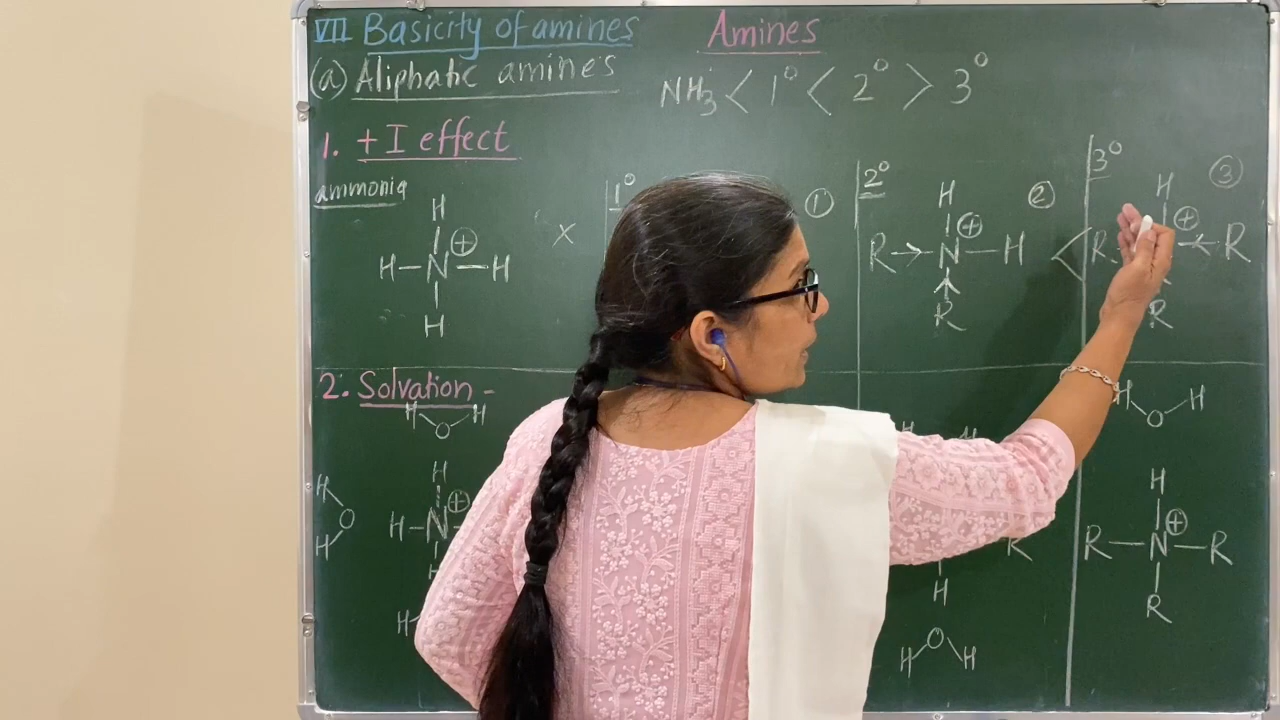 VII Basicity of amines
Amines
(a) Aliphatic amines
NH3 < 1° < 2° > 3°
1. + I effect
ammonia
H
H–N–H
⊕
H
x
1°
①
2°
②
H
R→N–H
⊕
R
<
3°
③
H
R
⊕
R
R
2. Solvation -
H H
O
H
O
H
H
H–N
⊕
H
R
H
O
H H
H H
O
H
R–N–R
⊕
R